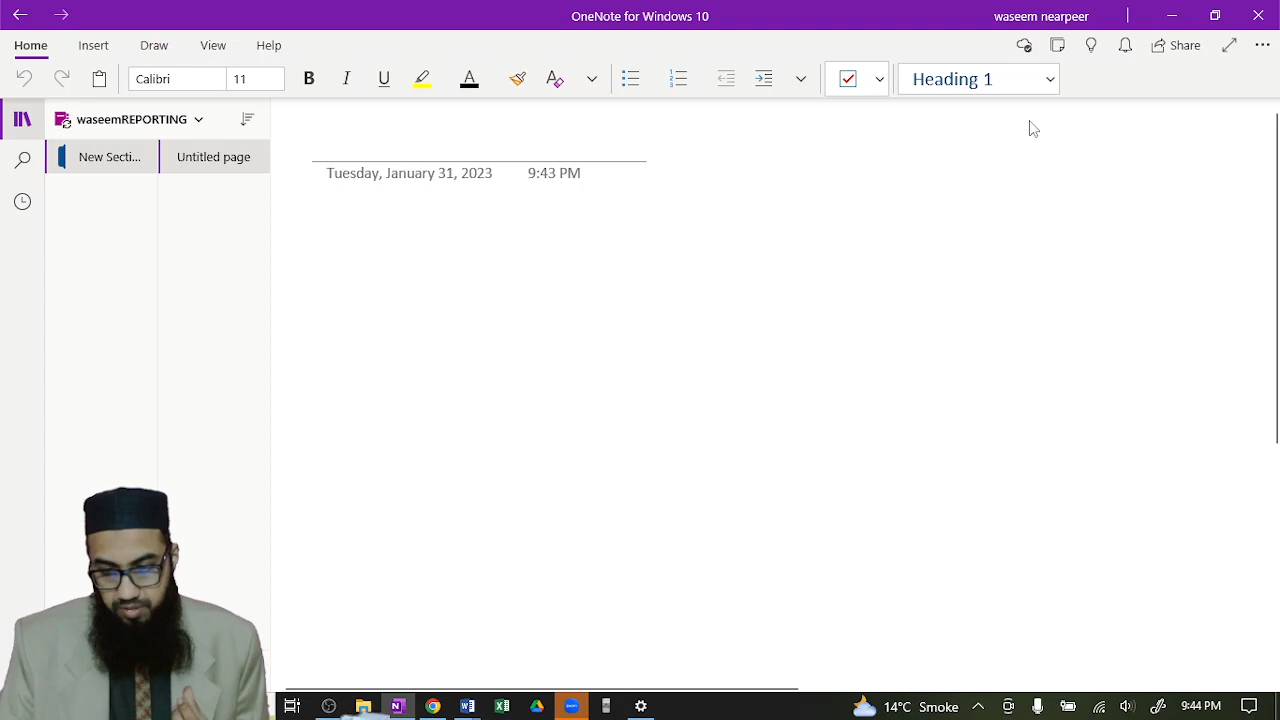 OneNote for Windows 10
waseem nearpeer
Home Insert Draw View Help
Share
Calibri 11 B I U A A Heading 1
waseemREPORTING
New Secti... Untitled page
Tuesday, January 31, 2023 9:43 PM
14°C Smoke 9:44 PM